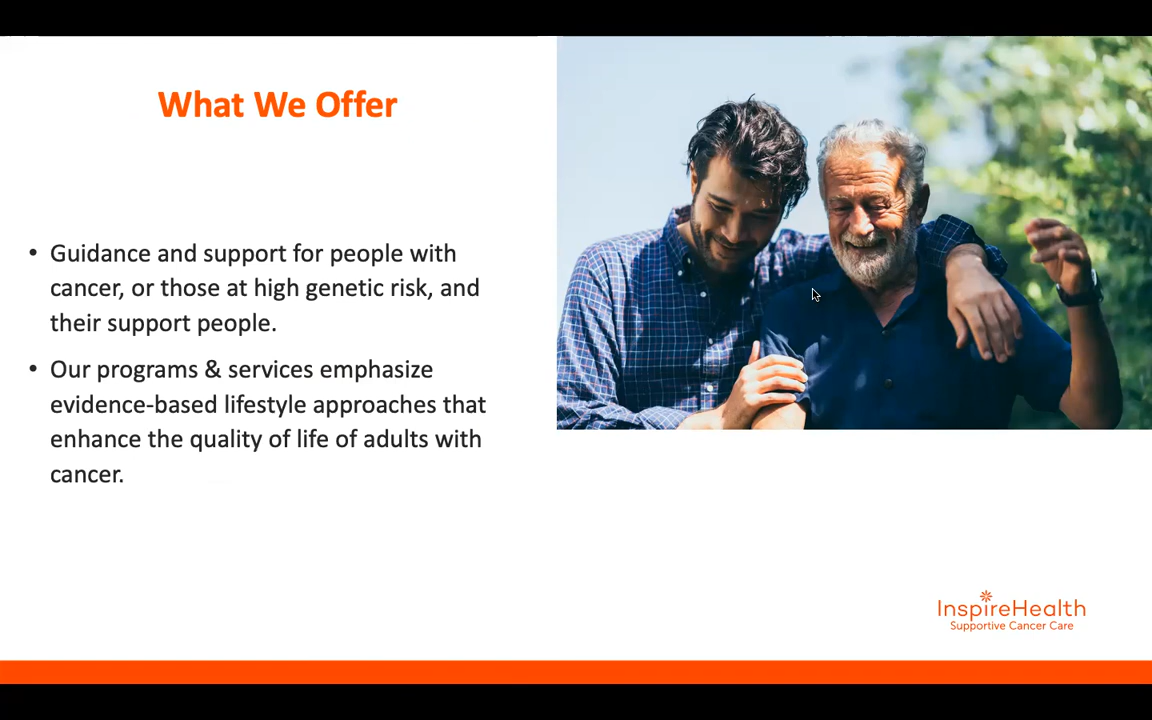 What We Offer
• Guidance and support for people with
cancer, or those at high genetic risk, and
their support people.
• Our programs & services emphasize
evidence-based lifestyle approaches that
enhance the quality of life of adults with
cancer.
InspireHealth
Supportive Cancer Care